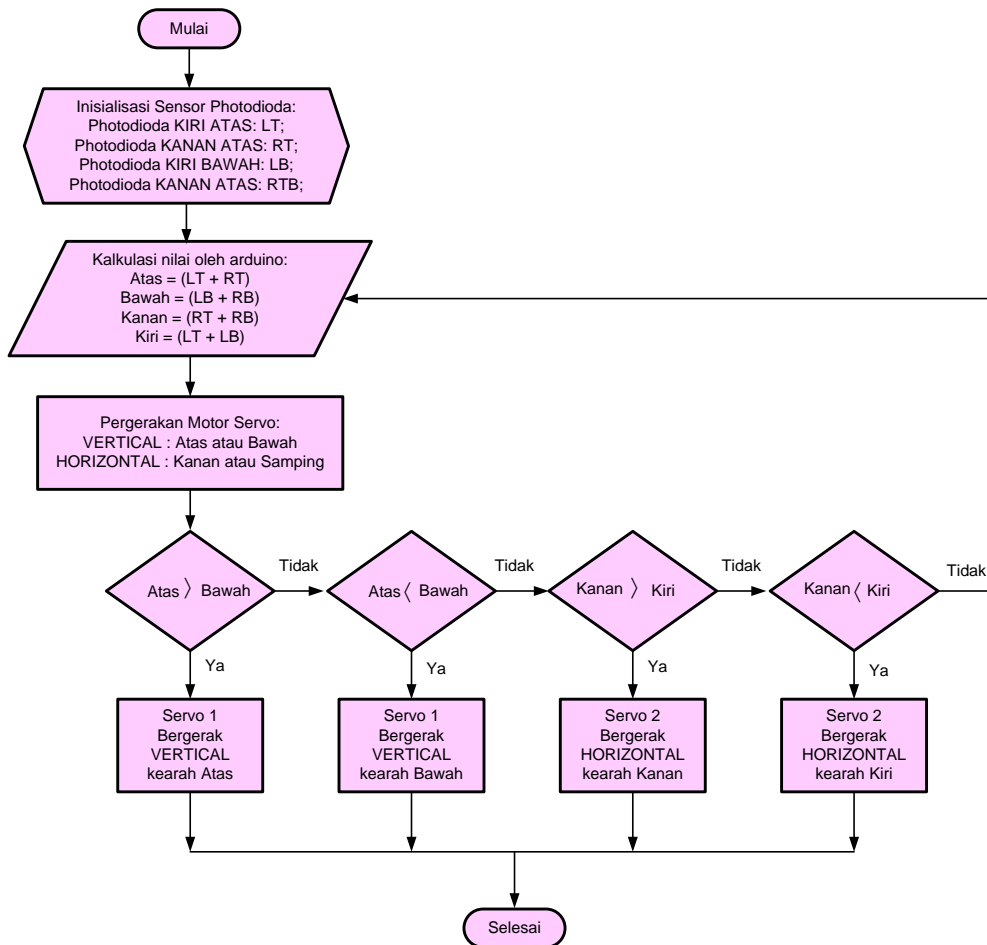 Mulai
Inisialisasi Sensor Photodioda:
Photodioda KIRI ATAS: LT;
Photodioda KANAN ATAS: RT;
Photodioda KIRI BAWAH: LB;
Photodioda KANAN ATAS: RTB;
Kalkulasi nilai oleh arduino:
Atas = (LT + RT)
Bawah = (LB + RB)
Kanan = (RT + RB)
Kiri = (LT + LB)
Pergerakan Motor Servo:
VERTICAL : Atas atau Bawah
HORIZONTAL : Kanan atau Samping
Atas 〉 Bawah
Tidak
Atas 〈 Bawah
Tidak
Kanan 〉 Kiri
Tidak
Kanan 〈 Kiri
Tidak
Ya
Ya
Ya
Ya
Servo 1
Bergerak
VERTICAL
kearah Atas
Servo 1
Bergerak
VERTICAL
kearah Bawah
Servo 2
Bergerak
HORIZONTAL
kearah Kanan
Servo 2
Bergerak
HORIZONTAL
kearah Kiri
Selesai